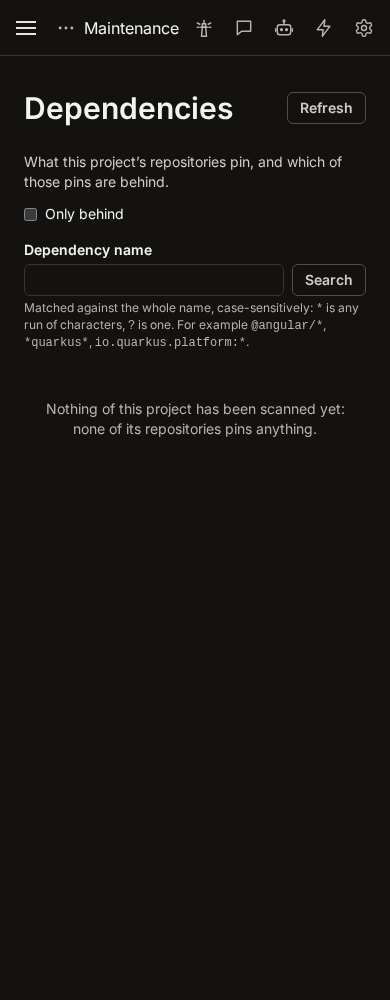 Maintenance
Dependencies
Refresh
What this project’s repositories pin, and which of
those pins are behind.
Only behind
Dependency name
Search
Matched against the whole name, case-sensitively: * is any
run of characters, ? is one. For example @angular/*,
*quarkus*, io.quarkus.platform:*.
Nothing of this project has been scanned yet:
none of its repositories pins anything.